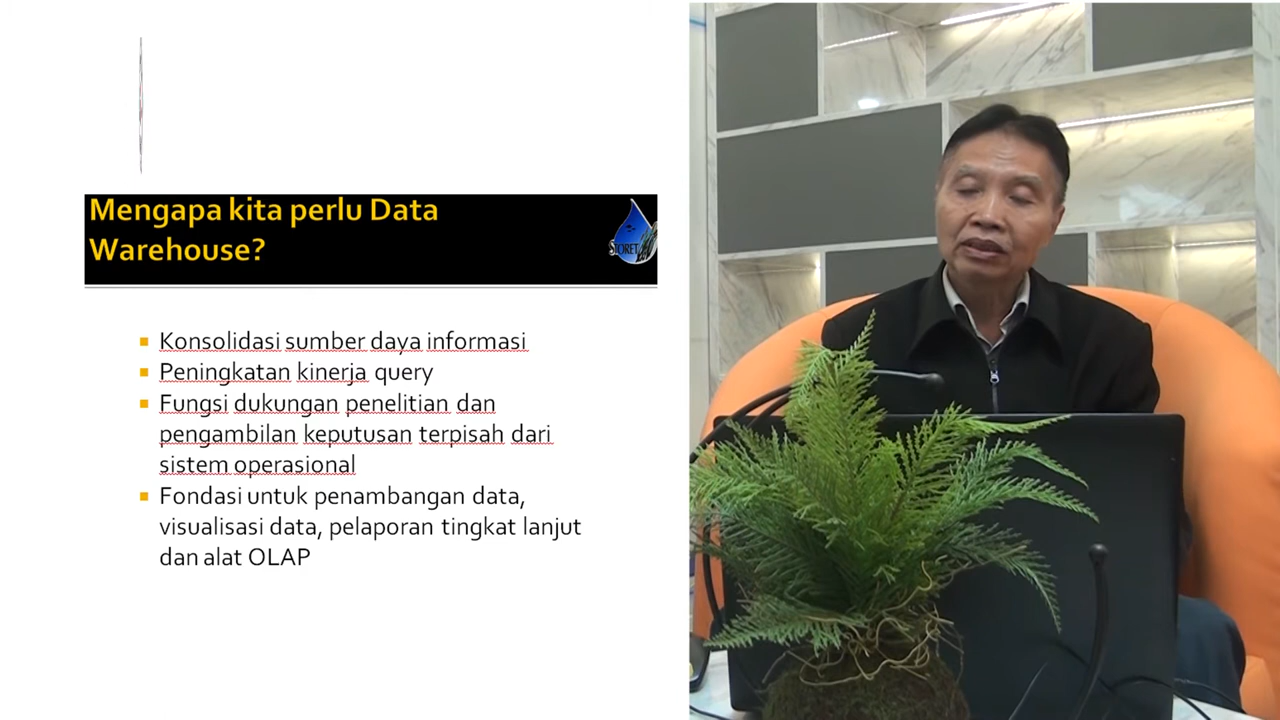 Mengapa kita perlu Data
Warehouse?
STORET
Konsolidasi sumber daya informasi
Peningkatan kinerja query
Fungsi dukungan penelitian dan
pengambilan keputusan terpisah dari
sistem operasional
Fondasi untuk penambangan data,
visualisasi data, pelaporan tingkat lanjut
dan alat OLAP